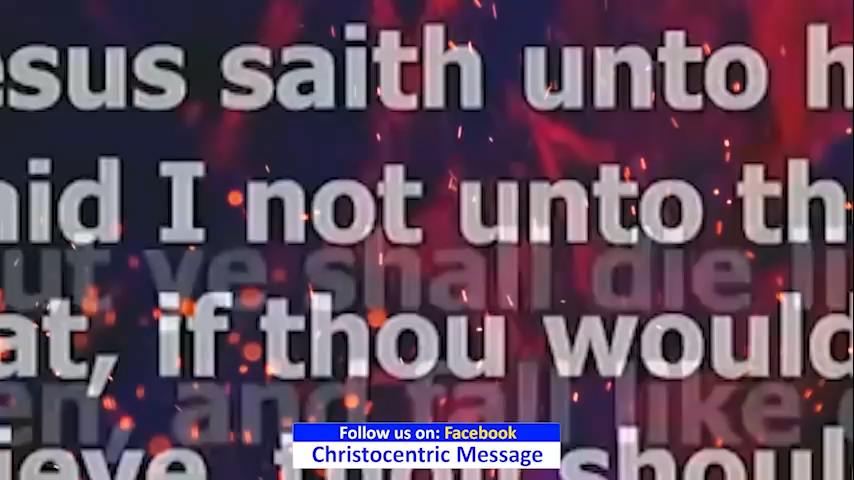 esus saith unto h
aid I not unto th
ut ye shall die li
at, if thou would
en, and fall like
ieve, thou shoul
Follow us on: Facebook
Christocentric Message